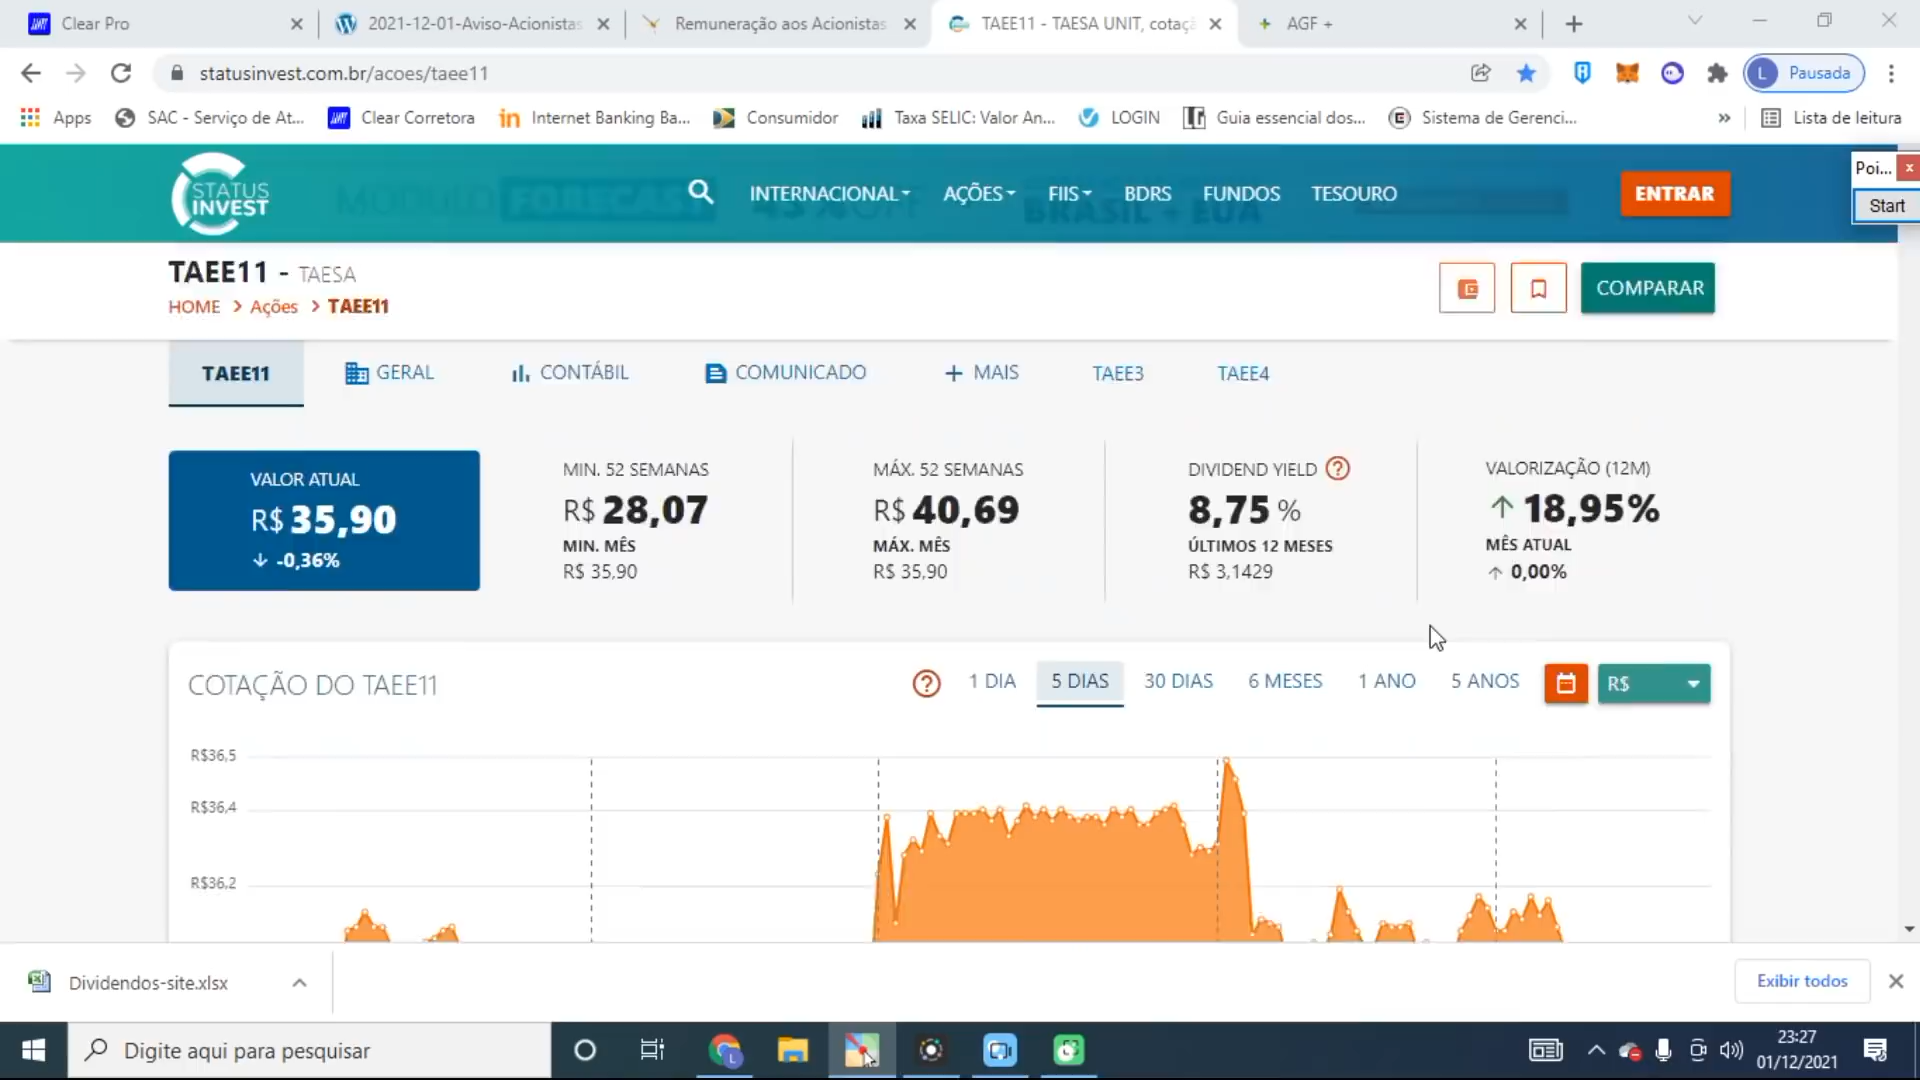 Clear Pro
2021-12-01-Aviso-Acionistas
Remuneração aos Acionistas
TAEE11 - TAESA UNIT, cotaç
AGF +
statusinvest.com.br/acoes/taee11
L Pausada
Apps
SAC - Serviço de At...
Clear Corretora
in Internet Banking Ba...
Consumidor
Taxa SELIC: Valor An...
LOGIN
Guia essencial dos...
Sistema de Gerenci...
»
Lista de leitura
STATUS
INVEST
INTERNACIONAL
AÇÕES
FIIS
BDRS
FUNDOS
TESOURO
ENTRAR
Poi... x
Start
TAEE11 - TAESA
HOME > Ações > TAEE11
COMPARAR
TAEE11
GERAL
CONTÁBIL
COMUNICADO
+ MAIS
TAEE3
TAEE4
VALOR ATUAL
R$ 35,90
-0,36%
MIN. 52 SEMANAS
R$ 28,07
MIN. MÊS
R$ 35,90
MÁX. 52 SEMANAS
R$ 40,69
MÁX. MÊS
R$ 35,90
DIVIDEND YIELD ?
8,75 %
ÚLTIMOS 12 MESES
R$ 3,1429
VALORIZAÇÃO (12M)
↑ 18,95%
MÊS ATUAL
↑ 0,00%
COTAÇÃO DO TAEE11
?
1 DIA
5 DIAS
30 DIAS
6 MESES
1 ANO
5 ANOS
R$
R$36,5
R$36,4
R$36,2
Dividendos-site.xlsx
Exibir todos
Digite aqui para pesquisar
23:27
01/12/2021